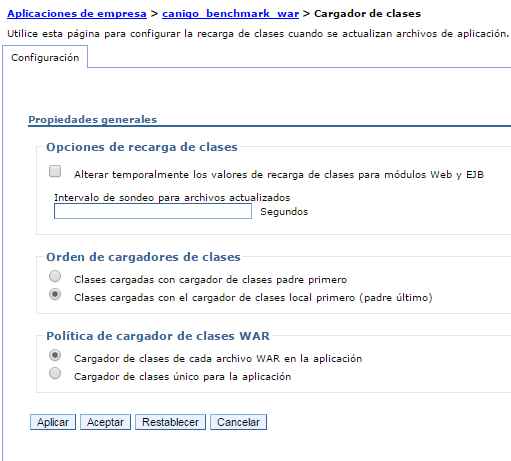 Aplicaciones de empresa > canigo_benchmark_war > Cargador de clases
Utilice esta página para configurar la recarga de clases cuando se actualizan archivos de aplicación.
Configuración
Propiedades generales
Opciones de recarga de clases
Alterar temporalmente los valores de recarga de clases para módulos Web y EJB
Intervalo de sondeo para archivos actualizados
Segundos
Orden de cargadores de clases
Clases cargadas con cargador de clases padre primero
Clases cargadas con el cargador de clases local primero (padre último)
Política de cargador de clases WAR
Cargador de clases de cada archivo WAR en la aplicación
Cargador de clases único para la aplicación
Aplicar Aceptar Restablecer Cancelar